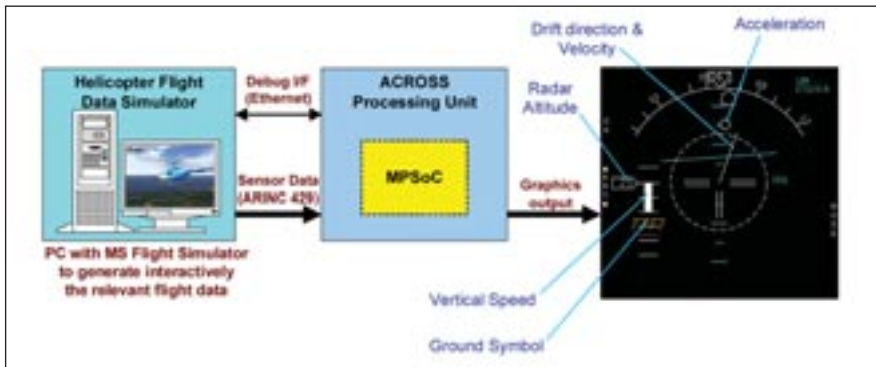 Helicopter Flight
Data Simulator
Debug I/F
(Ethernet)
Sensor Data
(ARINC 429)
PC with MS Flight Simulator
to generate interactively
the relevant flight data
ACROSS
Processing Unit
MPSoC
Graphics
output
Drift direction &
Velocity
Acceleration
Radar
Altitude
Vertical Speed
Ground Symbol